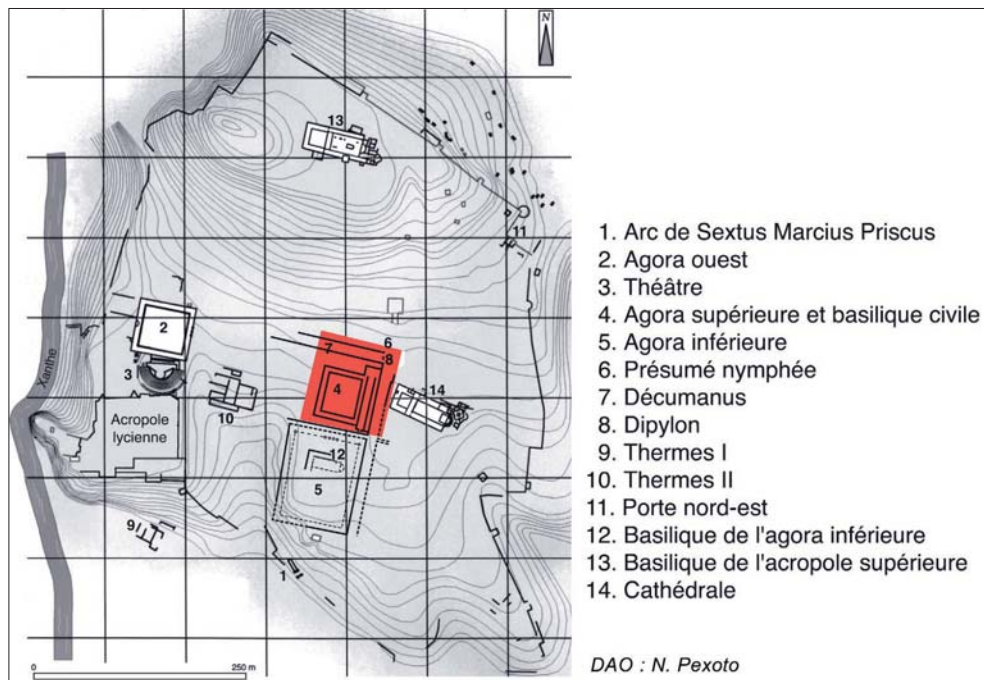 N
13
11
2
3
Xanthe
Acropole
lycienne
10
7
6
8
4
14
12
5
9
1
0
250 m
1. Arc de Sextus Marcius Priscus
2. Agora ouest
3. Théâtre
4. Agora supérieure et basilique civile
5. Agora inférieure
6. Présumé nymphée
7. Décumanus
8. Dipylon
9. Thermes I
10. Thermes II
11. Porte nord-est
12. Basilique de l'agora inférieure
13. Basilique de l'acropole supérieure
14. Cathédrale
DAO : N. Pexoto